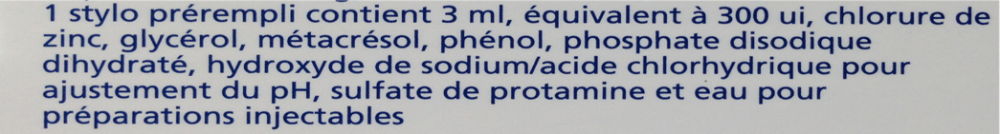 1 stylo prérempli contient 3 ml, équivalent à 300 ui, chlorure de
zinc, glycérol, métacrésol, phénol, phosphate disodique
dihydraté, hydroxyde de sodium/acide chlorhydrique pour
ajustement du pH, sulfate de protamine et eau pour
préparations injectables